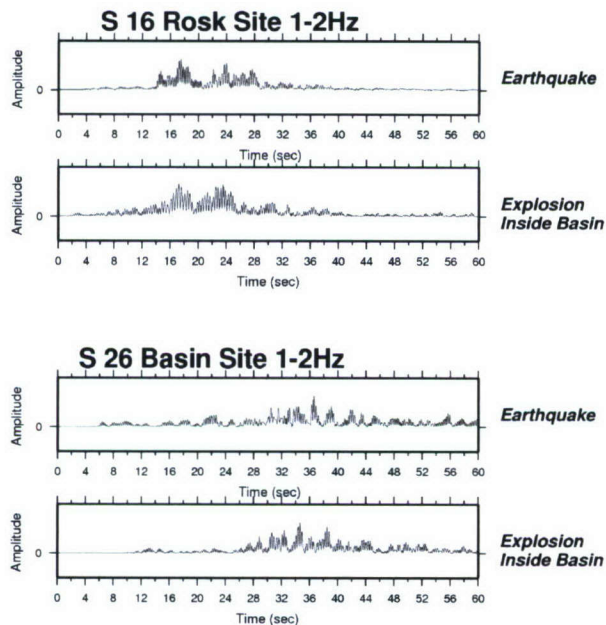 S 16 Rosk Site 1-2Hz
Amplitude
0
0 4 8 12 16 20 24 28 32 36 40 44 48 52 56 60
Time (sec)
Earthquake
Amplitude
0
0 4 8 12 16 20 24 28 32 36 40 44 48 52 56 60
Time (sec)
Explosion
Inside Basin
S 26 Basin Site 1-2Hz
Amplitude
0
0 4 8 12 16 20 24 28 32 36 40 44 48 52 56 60
Time (sec)
Earthquake
Amplitude
0
0 4 8 12 16 20 24 28 32 36 40 44 48 52 56 60
Time (sec)
Explosion
Inside Basin